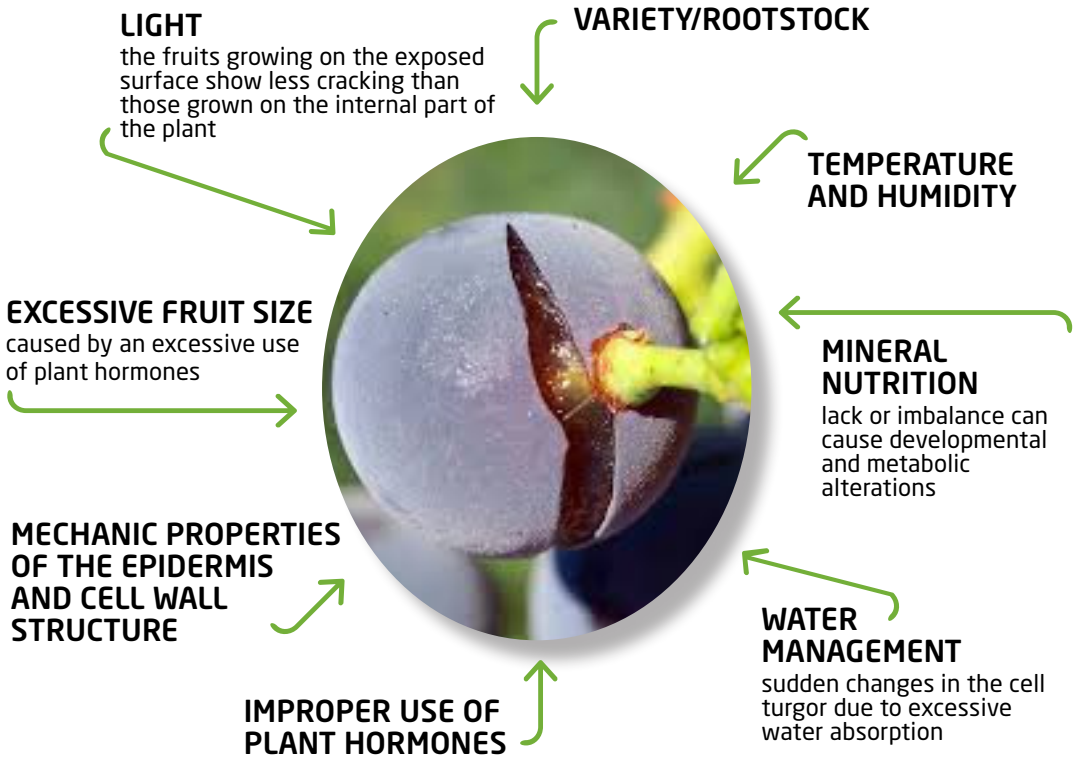 LIGHT
the fruits growing on the exposed
surface show less cracking than
those grown on the internal part of
the plant
VARIETY/ROOTSTOCK
TEMPERATURE
AND HUMIDITY
EXCESSIVE FRUIT SIZE
caused by an excessive use
of plant hormones
MINERAL
NUTRITION
lack or imbalance can
cause developmental
and metabolic
alterations
MECHANIC PROPERTIES
OF THE EPIDERMIS
AND CELL WALL
STRUCTURE
WATER
MANAGEMENT
sudden changes in the cell
turgor due to excessive
water absorption
IMPROPER USE OF
PLANT HORMONES